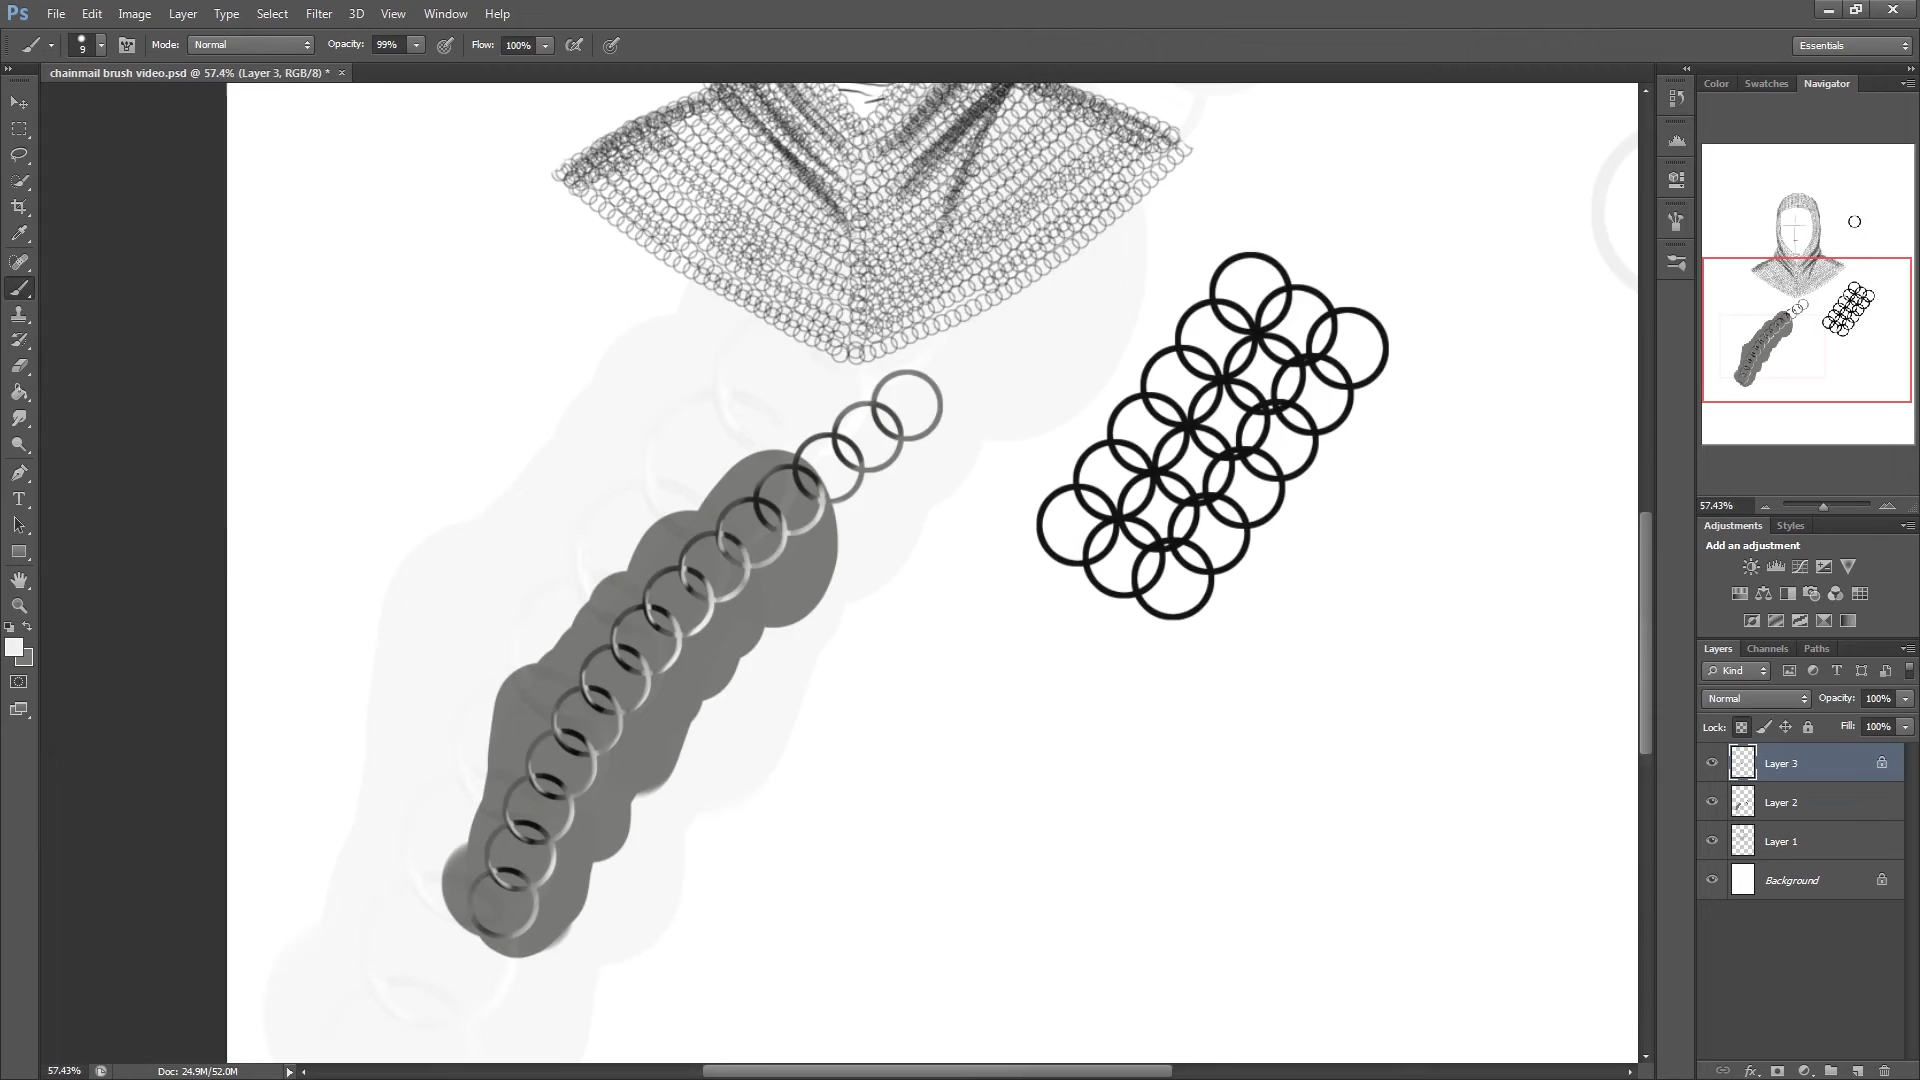 Ps File Edit Image Layer Type Select Filter 3D View Window Help
9 Mode: Normal Opacity: 99% Flow: 100% Essentials
chainmail brush video.psd @ 57.4% (Layer 3, RGB/8) * ×
Color Swatches Navigator
57.43%
Adjustments Styles
Add an adjustment
Layers Channels Paths
Kind
Normal Opacity: 100%
Lock: Fill: 100%
Layer 3
Layer 2
Layer 1
Background
57.43% Doc: 24.9M/52.0M